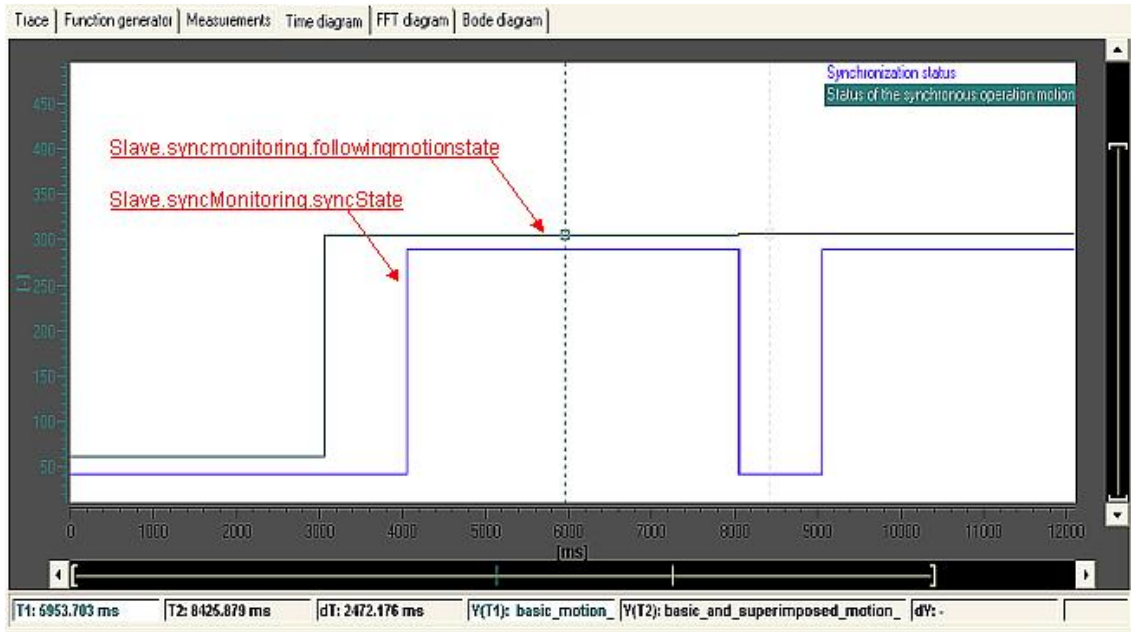 Trace Function generator Measurements Time diagram FFT diagram Bode diagram
Synchronization status
Status of the synchronous operation motion
450
400
350
300
250
200
150
100
50
[-]
Slave.syncmonitoring.followingmotionstate
Slave.syncMonitoring.syncState
0 1000 2000 3000 4000 5000 6000 7000 8000 9000 10000 11000 12000
[ms]
T1: 5953.703 ms T2: 8425.879 ms dT: 2472.176 ms Y(T1): basic_motion_ Y(T2): basic_and_superimposed_motion_ dY: -